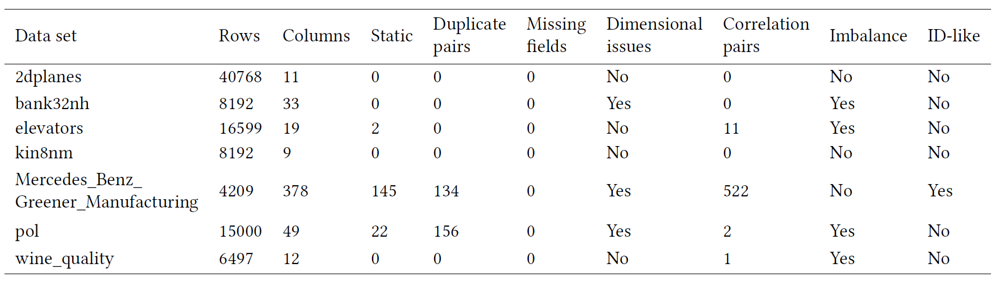 Data set Rows Columns Static Duplicate pairs Missing fields Dimensional issues Correlation pairs Imbalance ID-like
2dplanes 40768 11 0 0 0 No 0 No No
bank32nh 8192 33 0 0 0 Yes 0 Yes No
elevators 16599 19 2 0 0 No 11 Yes No
kin8nm 8192 9 0 0 0 No 0 No No
Mercedes_Benz_
Greener_Manufacturing 4209 378 145 134 0 Yes 522 No Yes
pol 15000 49 22 156 0 Yes 2 Yes No
wine_quality 6497 12 0 0 0 No 1 Yes No